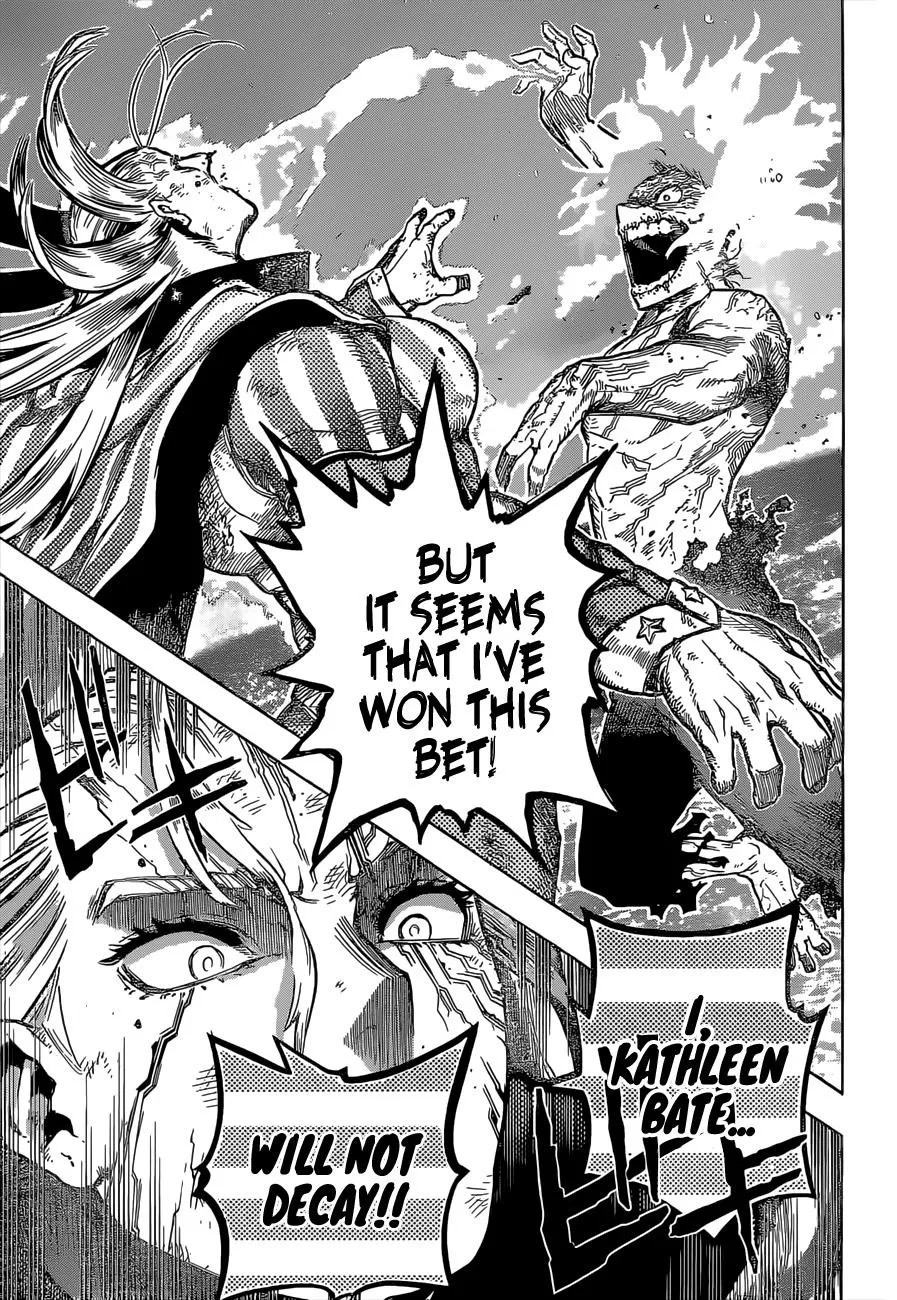 BUT
IT SEEMS
THAT I'VE
WON THIS
BET!
I,
KATHLEEN
BATE...
WILL NOT
DECAY!!
ビキ
ビキ